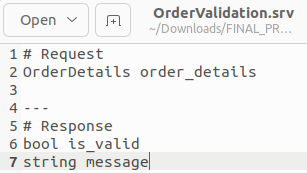 Open
OrderValidation.srv
~/Downloads/FINAL_PR...
1 # Request
2 OrderDetails order_details
3
4 ---
5 # Response
6 bool is_valid
7 string message